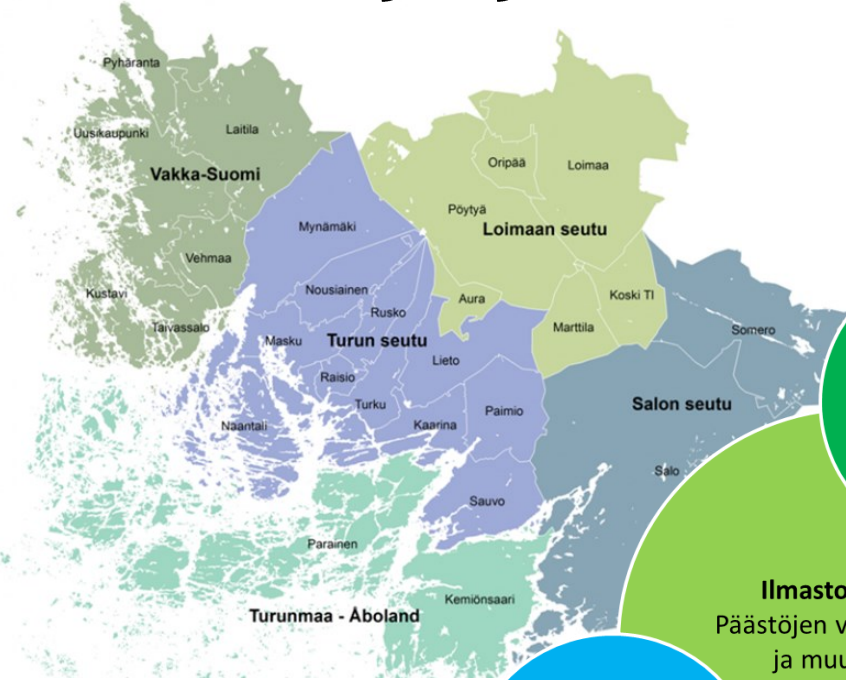 Pyhäranta
Uusikaupunki
Laitila
Vakka-Suomi
Vehmaa
Kustavi
Taivassalo
Oripää
Loimaa
Pöytyä
Loimaan seutu
Aura
Koski Tl
Marttila
Mynämäki
Nousiainen
Rusko
Masku
Turun seutu
Lieto
Raisio
Turku
Naantali
Kaarina
Paimio
Sauvo
Somero
Salon seutu
Salo
Parainen
Kemiönsaari
Turunmaa - Åboland
Ilmasto
Päästöjen v
ja muu